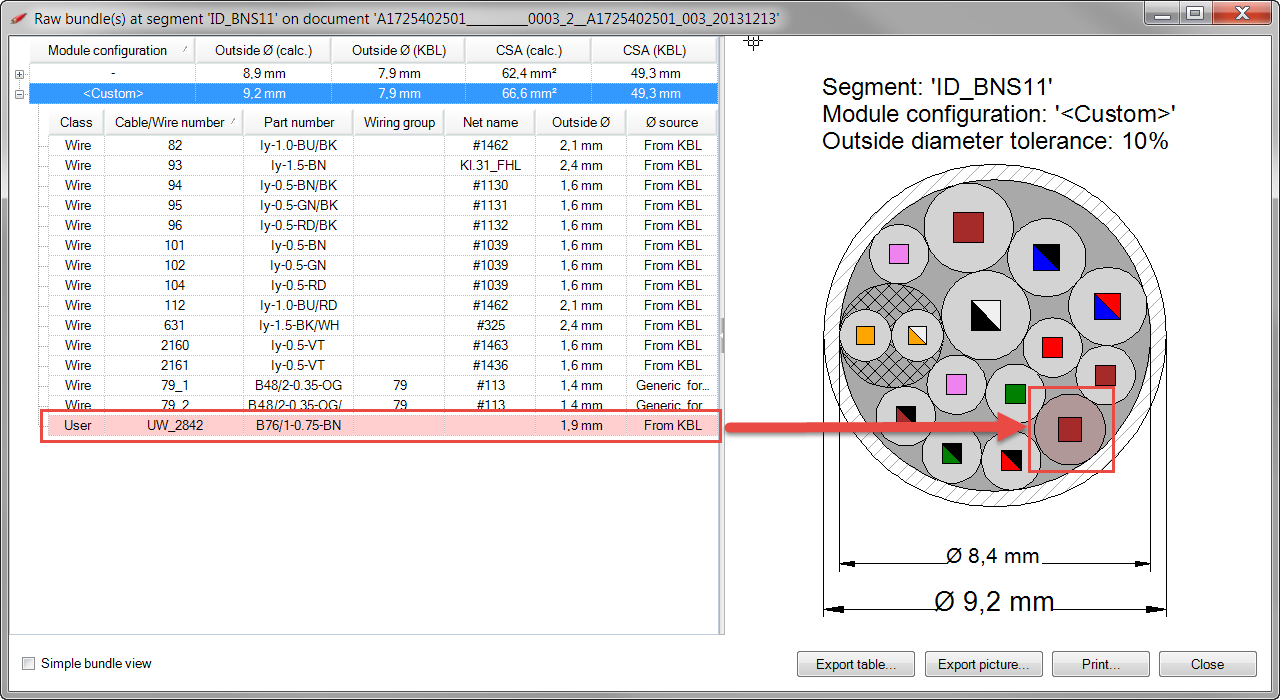 Raw bundle(s) at segment 'ID_BNS11' on document 'A1725402501_________0003_2__A1725402501_003_20131213'
Module configuration Outside Ø (calc.) Outside Ø (KBL) CSA (calc.) CSA (KBL)
- 8,9 mm 7,9 mm 62,4 mm² 49,3 mm
<Custom> 9,2 mm 7,9 mm 66,6 mm² 49,3 mm
Class Cable/Wire number Part number Wiring group Net name Outside Ø Ø source
Wire 82 Iy-1.0-BU/BK #1462 2,1 mm From KBL
Wire 93 Iy-1.5-BN Kl.31_FHL 2,4 mm From KBL
Wire 94 Iy-0.5-BN/BK #1130 1,6 mm From KBL
Wire 95 Iy-0.5-GN/BK #1131 1,6 mm From KBL
Wire 96 Iy-0.5-RD/BK #1132 1,6 mm From KBL
Wire 101 Iy-0.5-BN #1039 1,6 mm From KBL
Wire 102 Iy-0.5-GN #1039 1,6 mm From KBL
Wire 104 Iy-0.5-RD #1039 1,6 mm From KBL
Wire 112 Iy-1.0-BU/RD #1462 2,1 mm From KBL
Wire 631 Iy-1.5-BK/WH #325 2,4 mm From KBL
Wire 2160 Iy-0.5-VT #1463 1,6 mm From KBL
Wire 2161 Iy-0.5-VT #1436 1,6 mm From KBL
Wire 79_1 B48/2-0.35-OG 79 #113 1,4 mm Generic for...
Wire 79_2 B48/2-0.35-OG/ 79 #113 1,4 mm Generic for
User UW_2842 B76/1-0.75-BN 1,9 mm From KBL
Segment: 'ID_BNS11'
Module configuration: '<Custom>'
Outside diameter tolerance: 10%
Ø 8,4 mm
Ø 9,2 mm
Simple bundle view
Export table... Export picture... Print... Close